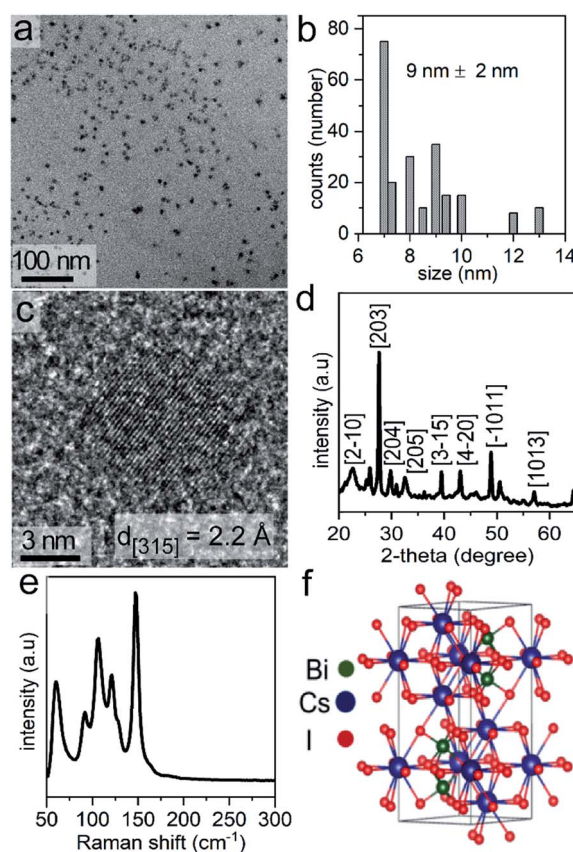 a
100 nm
b
counts (number)
80
60
40
20
0
9 nm ± 2 nm
6 8 10 12 14
size (nm)
c
3 nm
d[315] = 2.2 Å
d
intensity (a.u)
[2-10]
[203]
[204]
[205]
[3-15]
[4-20]
[-1011]
[1013]
20 30 40 50 60
2-theta (degree)
e
intensity (a.u)
50 100 150 200 250 300
Raman shift (cm⁻¹)
f
Bi
Cs
I